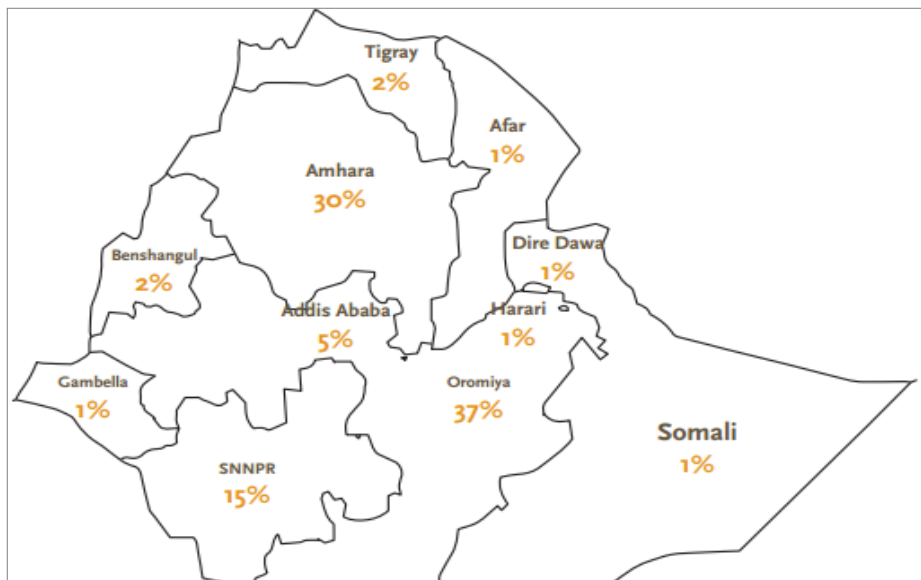 Tigray
2%
Afar
1%
Amhara
30%
Dire Dawa
1%
Benshangul
2%
Addis Ababa
5%
Harari
1%
Gambella
1%
Oromiya
37%
Somali
1%
SNNPR
15%